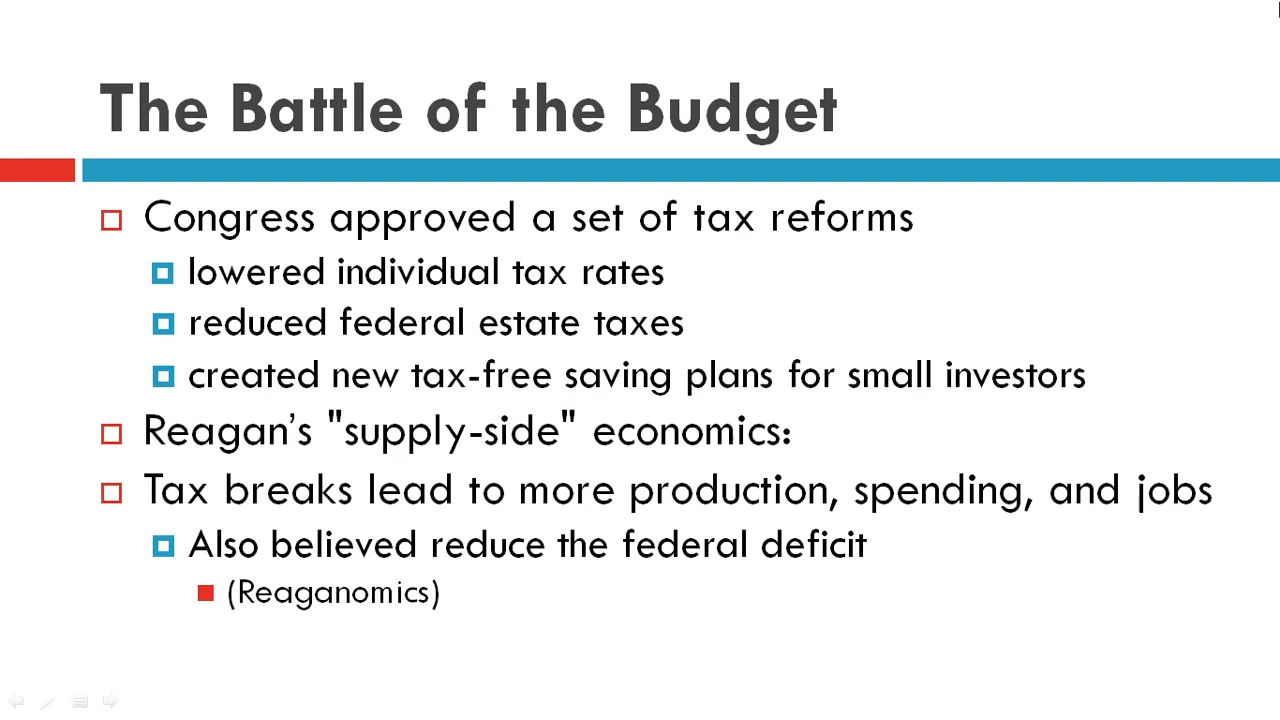 The Battle of the Budget
Congress approved a set of tax reforms
lowered individual tax rates
reduced federal estate taxes
created new tax-free saving plans for small investors
Reagan’s "supply-side" economics:
Tax breaks lead to more production, spending, and jobs
Also believed reduce the federal deficit
(Reaganomics)